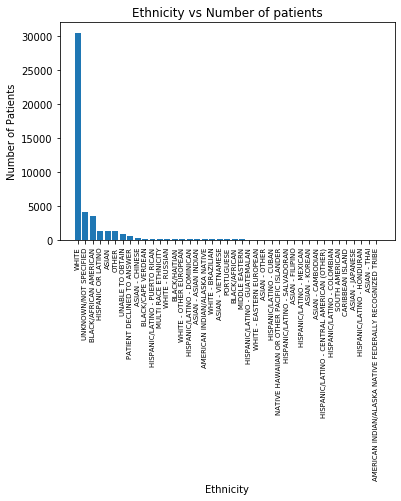 Ethnicity vs Number of patients
30000
25000
20000
15000
10000
5000
0
Number of Patients
WHITE
UNKNOWN/NOT SPECIFIED
BLACK/AFRICAN AMERICAN
HISPANIC OR LATINO
ASIAN
OTHER
UNABLE TO OBTAIN
PATIENT DECLINED TO ANSWER
ASIAN - CHINESE
BLACK/CAPE VERDEAN
HISPANIC/LATINO - PUERTO RICAN
MULTI RACE ETHNICITY
WHITE - RUSSIAN
BLACK/HAITIAN
WHITE - OTHER EUROPEAN
HISPANIC/LATINO - DOMINICAN
ASIAN - ASIAN INDIAN
AMERICAN INDIAN/ALASKA NATIVE
WHITE - BRAZILIAN
ASIAN - VIETNAMESE
PORTUGUESE
BLACK/AFRICAN
MIDDLE EASTERN
HISPANIC/LATINO - GUATEMALAN
WHITE - EASTERN EUROPEAN
ASIAN - OTHER
HISPANIC/LATINO - CUBAN
NATIVE HAWAIIAN OR OTHER PACIFIC ISLANDER
HISPANIC/LATINO - SALVADORAN
ASIAN - FILIPINO
HISPANIC/LATINO - MEXICAN
ASIAN - KOREAN
ASIAN - CAMBODIAN
HISPANIC/LATINO - CENTRAL AMERICAN (OTHER)
HISPANIC/LATINO - COLOMBIAN
SOUTH AMERICAN
CARIBBEAN ISLAND
ASIAN - JAPANESE
HISPANIC/LATINO - HONDURAN
ASIAN - THAI
AMERICAN INDIAN/ALASKA NATIVE FEDERALLY RECOGNIZED TRIBE
Ethnicity